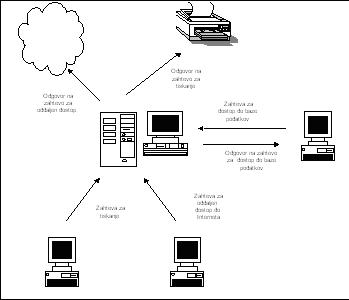 Odgovor na
zahtevo za
tiskanje
Odgovor na
zahtevo za
oddaljen dostop
Zahteva za
dostop do baze
podatkov
Odgovor na zahtevo
za dostop do baze
podatkov
Zahteva za
tiskanje
Zahteva za
oddaljen
dostop do
Interneta